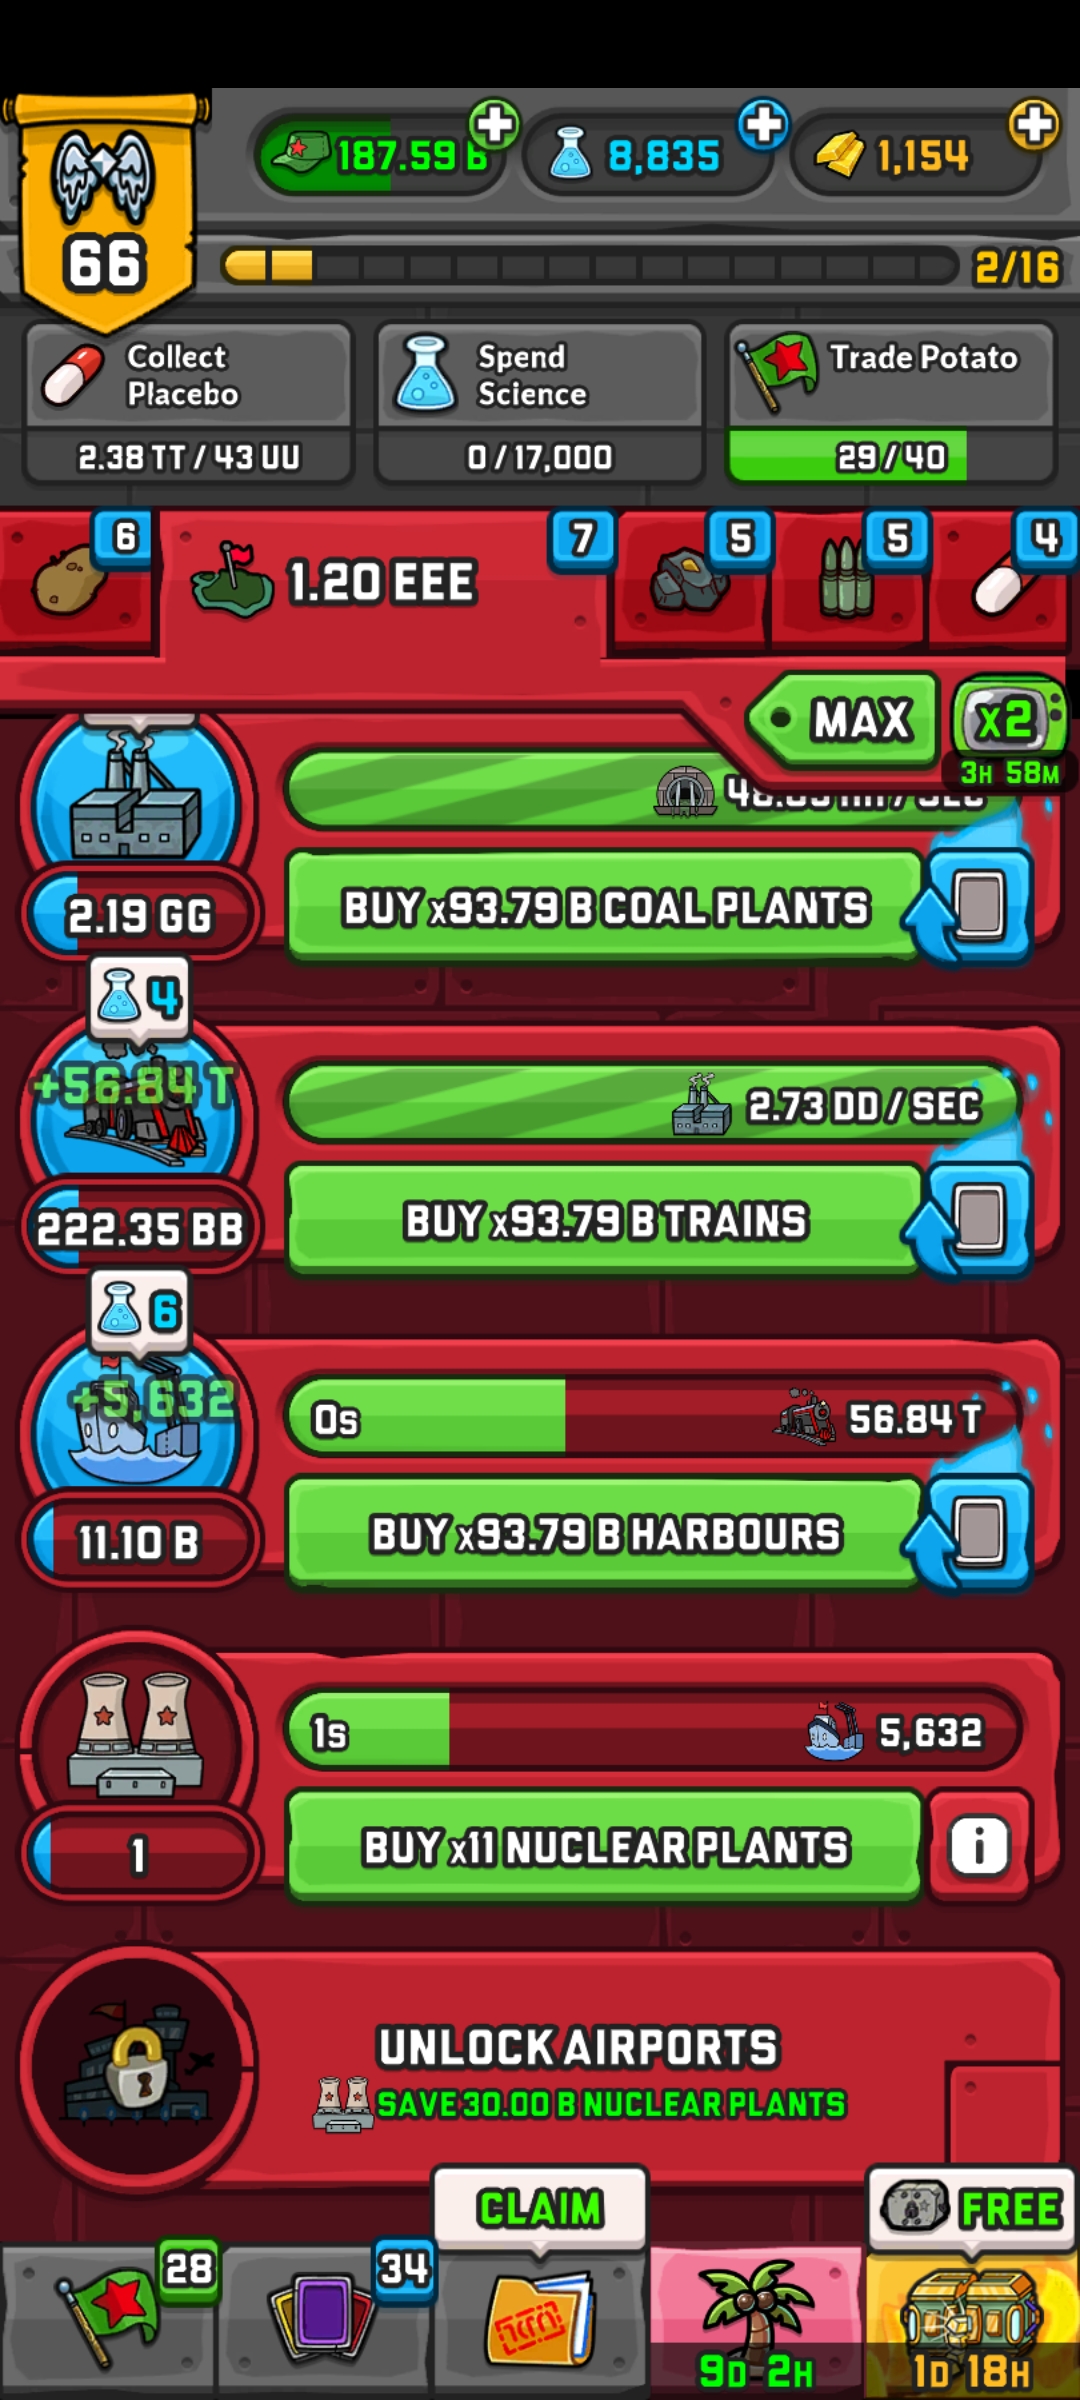 187.59 B
8,835
1,154
66
2/16
Collect
Placebo
Spend
Science
Trade Potato
2.38 TT / 43 UU
0 / 17,000
29 / 40
6
1.20 EEE
7
5
5
4
MAX
x2
3H 58M
2.19 GG
BUY x93.79 B COAL PLANTS
4
+56.84 T
2.73 DD / SEC
222.35 BB
BUY x93.79 B TRAINS
6
+5,632
0s
56.84 T
11.10 B
BUY x93.79 B HARBOURS
1s
5,632
1
BUY x11 NUCLEAR PLANTS
i
UNLOCK AIRPORTS
SAVE 30.00 B NUCLEAR PLANTS
CLAIM
FREE
28
34
9D 2H
1D 18H